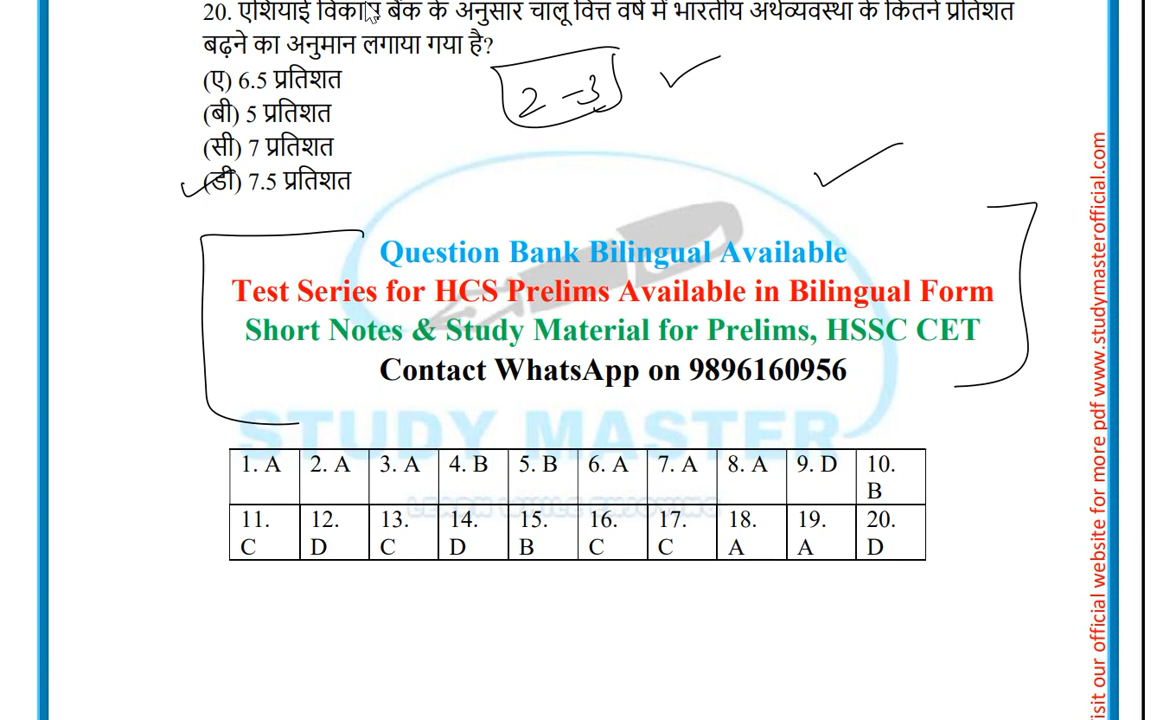 20. एशियाई विकास बैंक के अनुसार चालू वित्त वर्ष में भारतीय अर्थव्यवस्था के कितने प्रतिशत
बढ़ने का अनुमान लगाया गया है?
(ए) 6.5 प्रतिशत
(बी) 5 प्रतिशत
(सी) 7 प्रतिशत
(डी) 7.5 प्रतिशत
2-3
Question Bank Bilingual Available
Test Series for HCS Prelims Available in Bilingual Form
Short Notes & Study Material for Prelims, HSSC CET
Contact WhatsApp on 9896160956
STUDY MASTER
LEARN WHILE ENJOYING
1. A 2. A 3. A 4. B 5. B 6. A 7. A 8. A 9. D 10. B
11. C 12. D 13. C 14. D 15. B 16. C 17. C 18. A 19. A 20. D
isit our official website for more pdf www.studymasterofficial.com